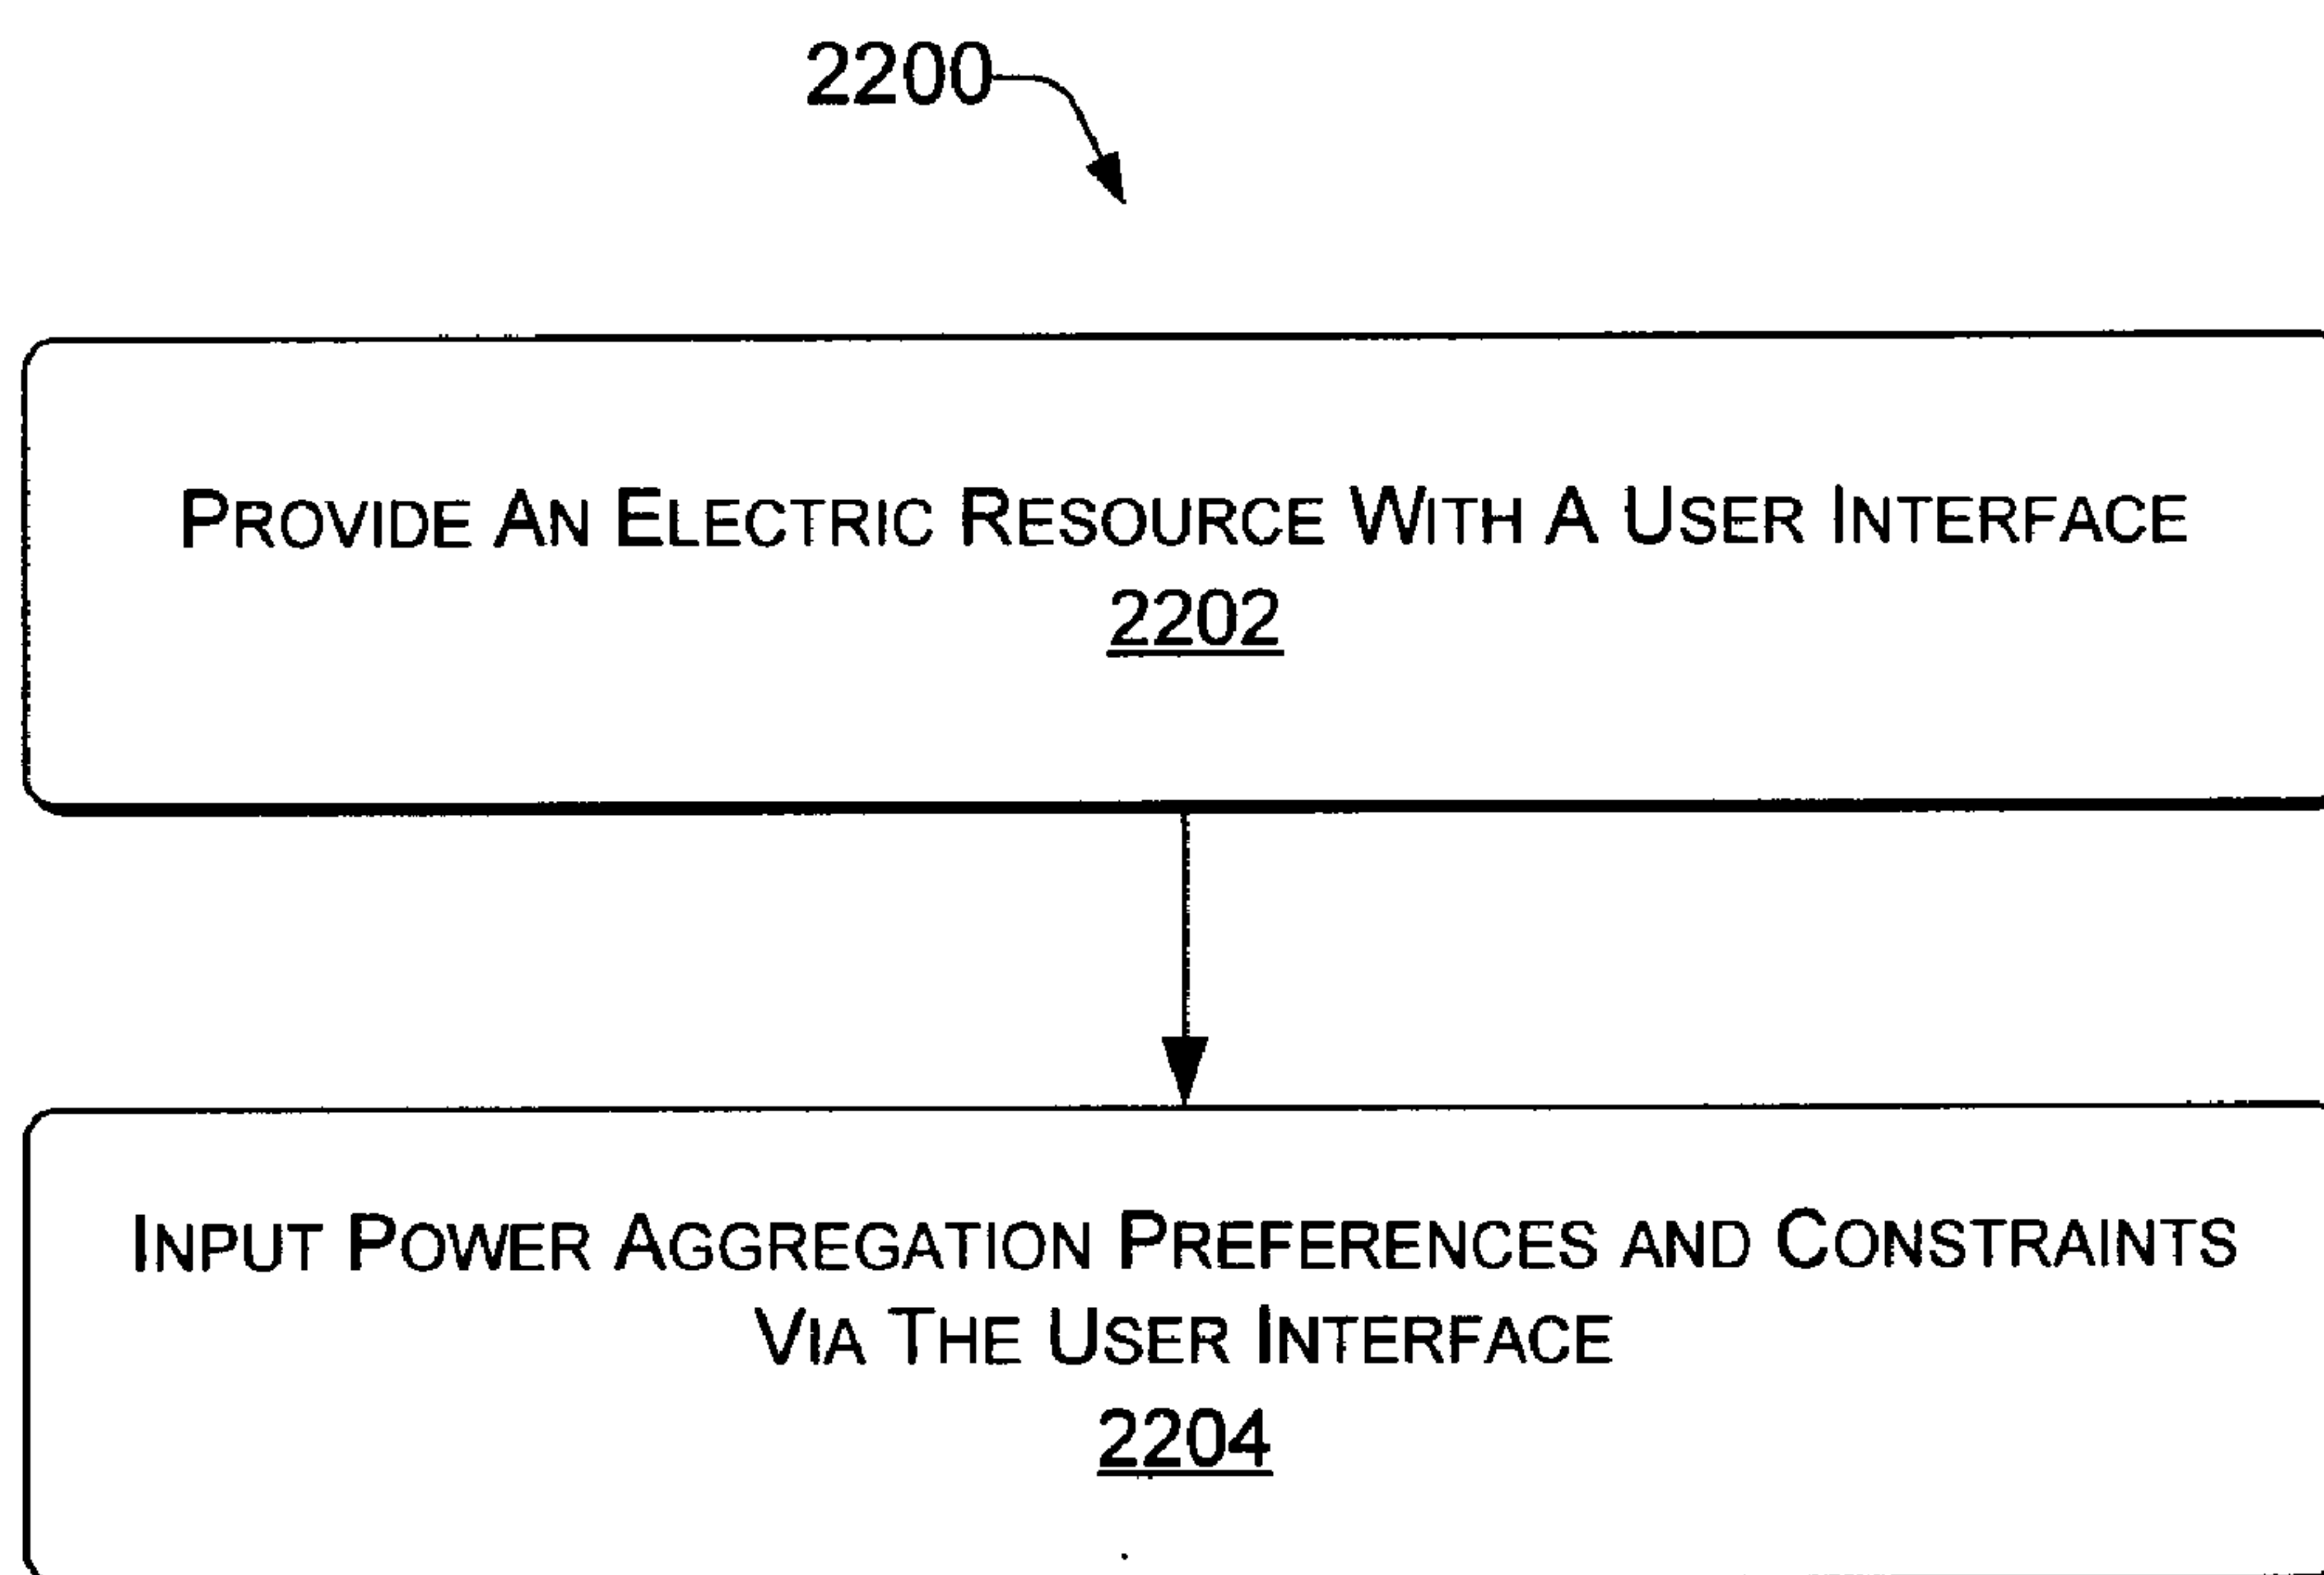 2200
PROVIDE AN ELECTRIC RESOURCE WITH A USER INTERFACE
2202
INPUT POWER AGGREGATION PREFERENCES AND CONSTRAINTS
VIA THE USER INTERFACE
2204